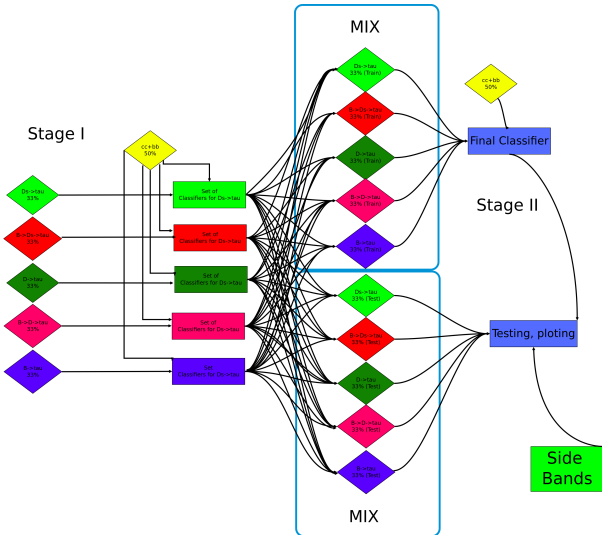 MIX
Ds->tau
33% (Train)
cc+bb
50%
B->Ds->tau
33% (Train)
Stage I
cc+bb
50%
Final Classifier
D->tau
33% (Train)
Ds->tau
33%
Set of
Classifiers for Ds->tau
B->D->tau
33% (Train)
Stage II
B->Ds->tau
33%
Set of
Classifiers for Ds->tau
B->tau
33% (Train)
D->tau
33%
Set of
Classifiers for Ds->tau
Ds->tau
33% (Test)
B->D->tau
33%
Set of
Classifiers for Ds->tau
B->Ds->tau
33% (Test)
Testing, ploting
B->tau
33%
Set
Classifiers for Ds->tau
D->tau
33% (Test)
B->D->tau
33% (Test)
B->tau
33% (Test)
Side
Bands
MIX